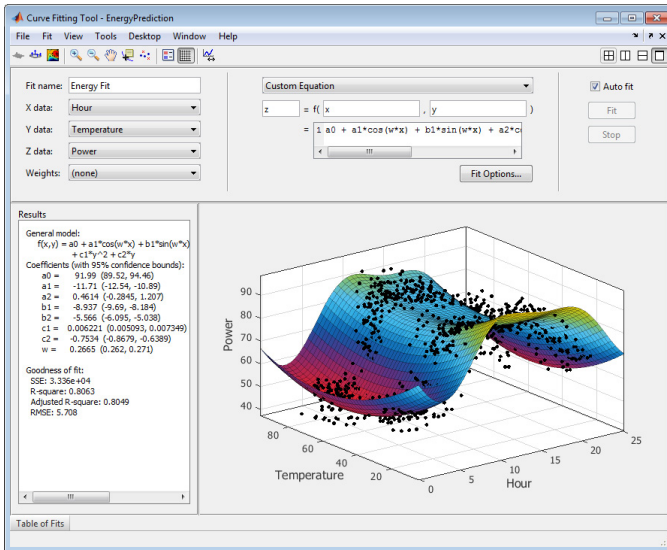 Curve Fitting Tool - EnergyPrediction
File Fit View Tools Desktop Window Help
Fit name: Energy Fit
X data: Hour
Y data: Temperature
Z data: Power
Weights: (none)
Custom Equation
z = f( x , y )
= 1 a0 + a1*cos(w*x) + b1*sin(w*x) + a2*c
Fit Options...
Auto fit
Fit
Stop
Results
General model:
f(x,y) = a0 + a1*cos(w*x) + b1*sin(w*x)
+ c1*y^2 + c2*y
Coefficients (with 95% confidence bounds):
a0 = 91.99 (89.52, 94.46)
a1 = -11.71 (-12.54, -10.89)
a2 = 0.4614 (-0.2845, 1.207)
b1 = -8.937 (-9.69, -8.184)
b2 = -5.566 (-6.095, -5.038)
c1 = 0.006221 (0.005093, 0.007349)
c2 = -0.7534 (-0.8679, -0.6389)
w = 0.2665 (0.262, 0.271)
Goodness of fit:
SSE: 3.336e+04
R-square: 0.8063
Adjusted R-square: 0.8049
RMSE: 5.708
90
80
70
60
50
40
Power
80
60
40
20
Temperature
0
5
10
15
20
25
Hour
Table of Fits